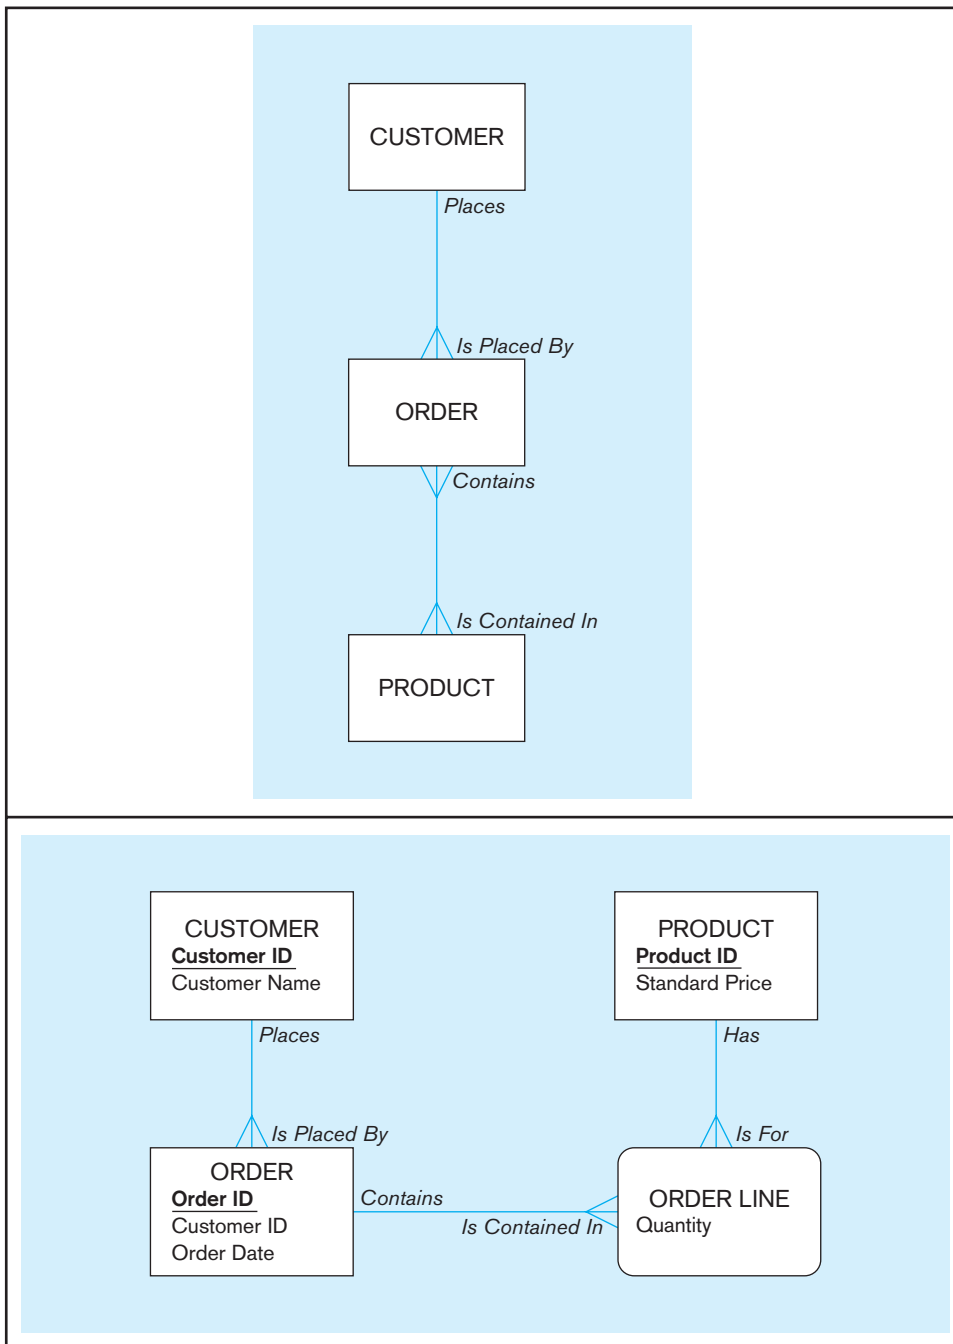 CUSTOMER
Places
Is Placed By
ORDER
Contains
Is Contained In
PRODUCT
CUSTOMER
Customer ID
Customer Name
Places
Is Placed By
ORDER
Order ID
Customer ID
Order Date
PRODUCT
Product ID
Standard Price
Has
Is For
Contains
Is Contained In
ORDER LINE
Quantity